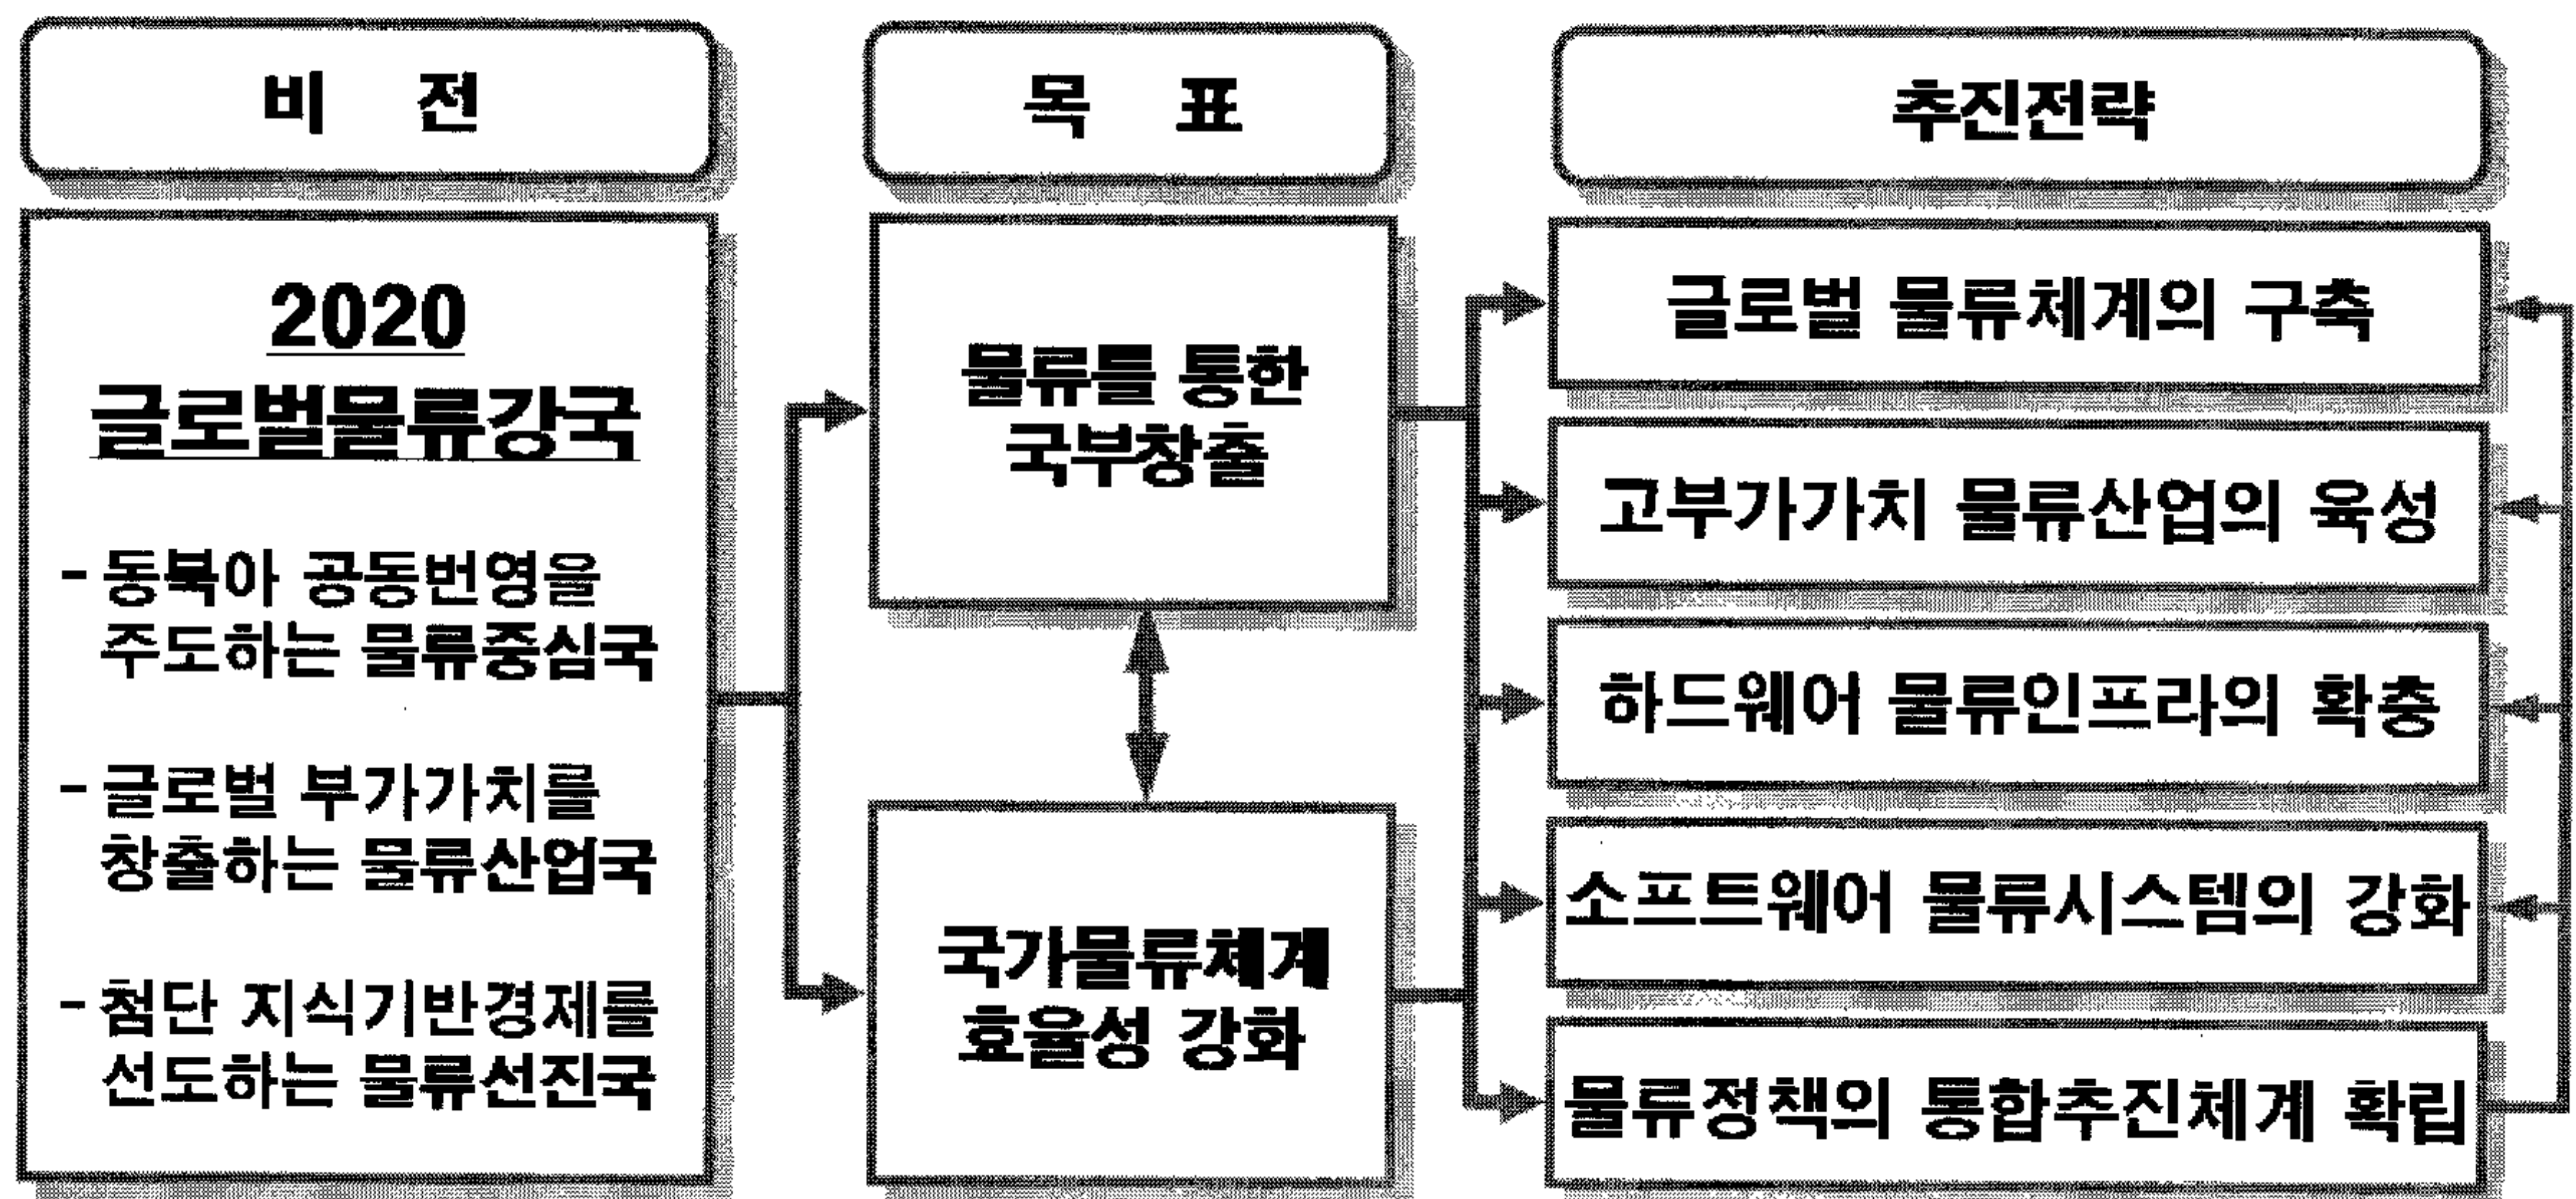 비 전
2020
글로벌물류강국
- 동북아 공동번영을
주도하는 물류중심국
- 글로벌 부가가치를
창출하는 물류산업국
- 첨단 지식기반경제를
선도하는 물류선진국
목 표
물류를 통한
국부창출
국가물류체계
효율성 강화
추진전략
글로벌 물류체계의 구축
고부가가치 물류산업의 육성
하드웨어 물류인프라의 확충
소프트웨어 물류시스템의 강화
물류정책의 통합추진체계 확립